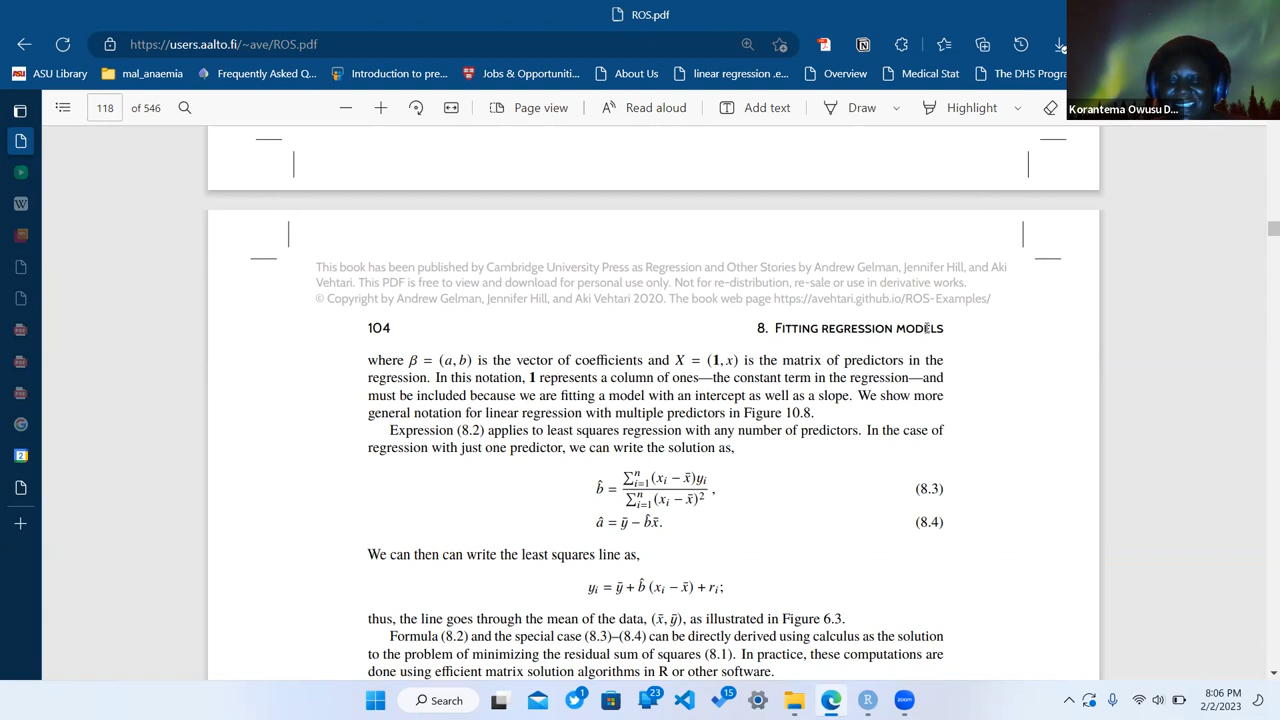 ROS.pdf
https://users.aalto.fi/~ave/ROS.pdf
ASU ASU Library
mal_anaemia
Frequently Asked Q...
Introduction to pre...
Jobs & Opportuniti...
About Us
linear regression .e...
Overview
Medical Stat
The DHS Progra
Korantema Owusu D...
118 of 546
Page view
Read aloud
Add text
Draw
Highlight
This book has been published by Cambridge University Press as Regression and Other Stories by Andrew Gelman, Jennifer Hill, and Aki
Vehtari. This PDF is free to view and download for personal use only. Not for re-distribution, re-sale or use in derivative works.
© Copyright by Andrew Gelman, Jennifer Hill, and Aki Vehtari 2020. The book web page https://avehtari.github.io/ROS-Examples/
104 8. FITTING REGRESSION MODELS
where β = (a, b) is the vector of coefficients and X = (1, x) is the matrix of predictors in the
regression. In this notation, 1 represents a column of ones—the constant term in the regression—and
must be included because we are fitting a model with an intercept as well as a slope. We show more
general notation for linear regression with multiple predictors in Figure 10.8.
Expression (8.2) applies to least squares regression with any number of predictors. In the case of
regression with just one predictor, we can write the solution as,
b̂ = ∑ⁿᵢ₌₁(xᵢ − x̄)yᵢ / ∑ⁿᵢ₌₁(xᵢ − x̄)² , (8.3)
â = ȳ − b̂x̄. (8.4)
We can then can write the least squares line as,
yᵢ = ȳ + b̂ (xᵢ − x̄) + rᵢ;
thus, the line goes through the mean of the data, (x̄, ȳ), as illustrated in Figure 6.3.
Formula (8.2) and the special case (8.3)–(8.4) can be directly derived using calculus as the solution
to the problem of minimizing the residual sum of squares (8.1). In practice, these computations are
done using efficient matrix solution algorithms in R or other software.
Search
1
23
15
zoom
8:06 PM
2/2/2023